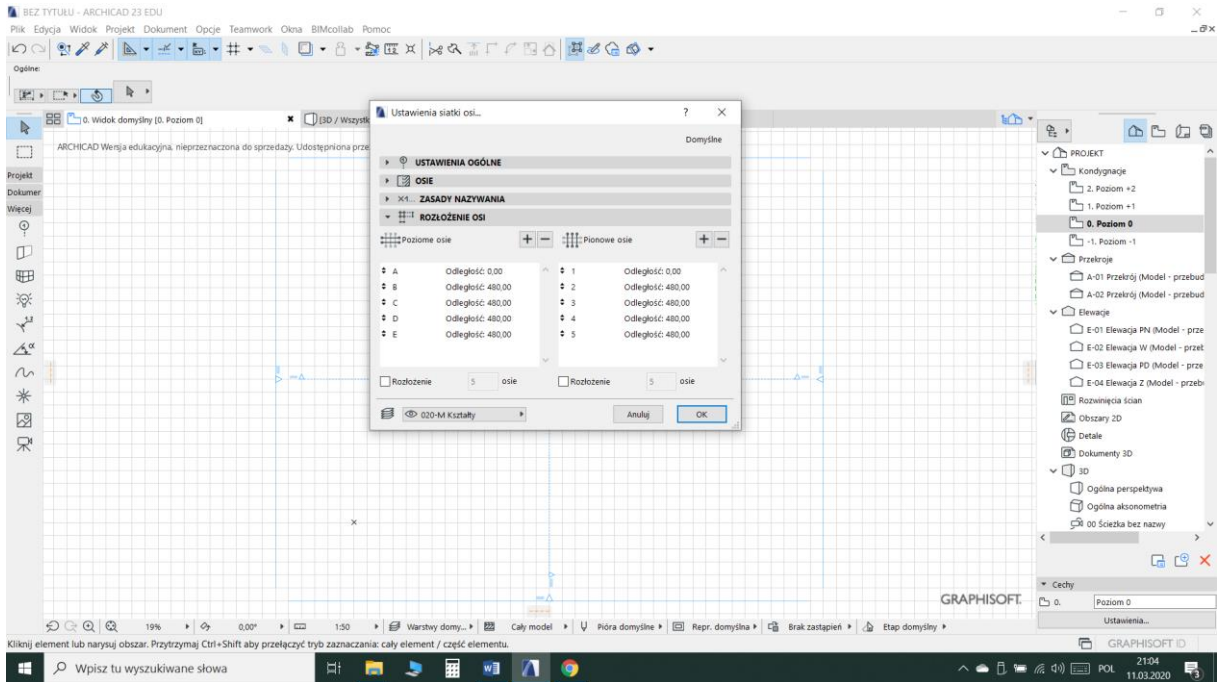 BEZ TYTUŁU - ARCHICAD 23 EDU
Plik Edycja Widok Projekt Dokument Opcje Teamwork Okna BIMcollab Pomoc
Ogólne:
0. Widok domyślny [0. Poziom 0]
(3D / Wszystk
ARCHICAD Wersja edukacyjna, nieprzeznaczona do sprzedaży. Udostępniona prze
Projekt
Dokumer
Więcej
Ustawienia siatki osi...
? ×
Domyślne
USTAWIENIA OGÓLNE
OSIE
ZASADY NAZYWANIA
ROZŁOŻENIE OSI
Poziome osie
Pionowe osie
A Odległość: 0,00
B Odległość: 480,00
C Odległość: 480,00
D Odległość: 480,00
E Odległość: 480,00
1 Odległość: 0,00
2 Odległość: 480,00
3 Odległość: 480,00
4 Odległość: 480,00
5 Odległość: 480,00
Rozłożenie 5 osie
Rozłożenie 5 osie
020-M Kształty
Anuluj OK
PROJEKT
Kondygnacje
2. Poziom +2
1. Poziom +1
0. Poziom 0
-1. Poziom -1
Przekroje
A-01 Przekrój (Model - przebud
A-02 Przekrój (Model - przebud
Elewacje
E-01 Elewacja PN (Model - prze
E-02 Elewacja W (Model - przeb
E-03 Elewacja PD (Model - prze
E-04 Elewacja Z (Model - przebu
Rozwinięcia ścian
Obszary 2D
Detale
Dokumenty 3D
3D
Ogólna perspektywa
Ogólna aksonometria
00 Ścieżka bez nazwy
Cechy
0. Poziom 0
Ustawienia...
GRAPHISOFT.
19% 0,00° 1:50 Warstwy domy... Cały model Pióra domyślne Repr. domyślna Brak zastąpień Etap domyślny
Kliknij element lub narysuj obszar. Przytrzymaj Ctrl+Shift aby przełączyć tryb zaznaczania: cały element / część elementu.
GRAPHISOFT ID
Wpisz tu wyszukiwane słowa
POL
21:04
11.03.2020